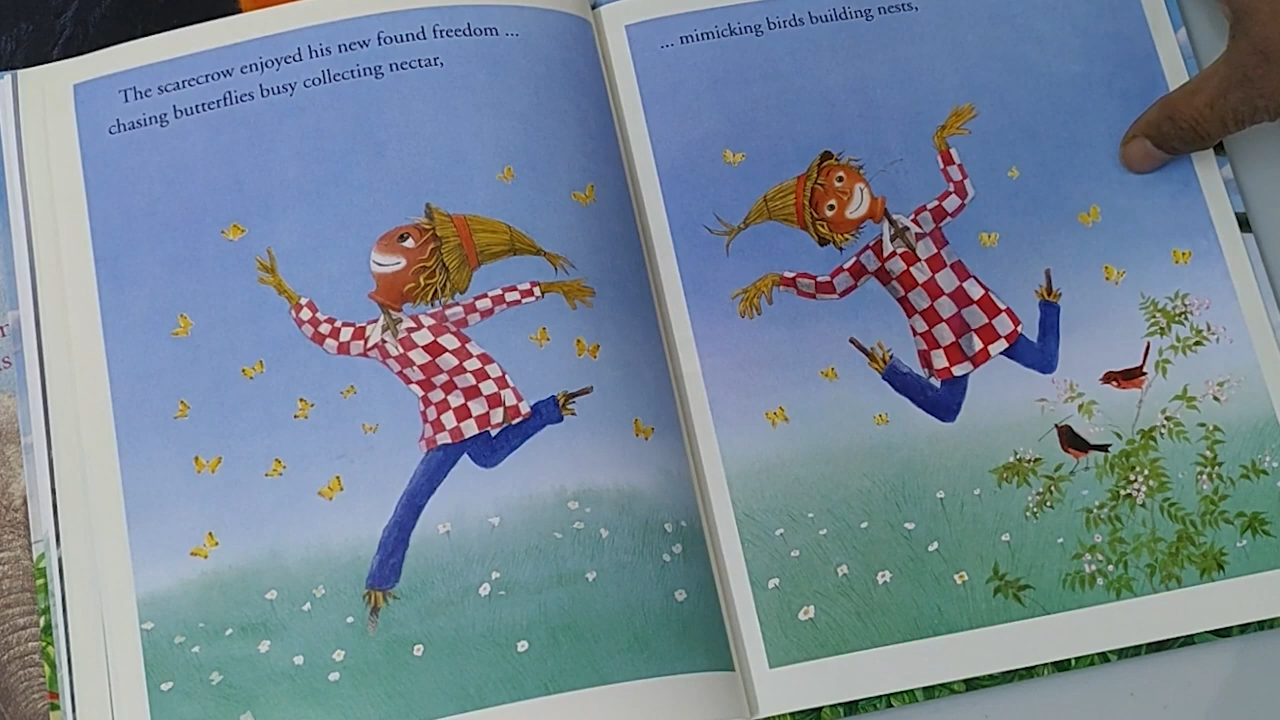 The scarecrow enjoyed his new found freedom ...
chasing butterflies busy collecting nectar,
... mimicking birds building nests,